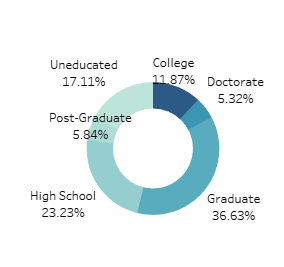 College
11.87%
Doctorate
5.32%
Graduate
36.63%
High School
23.23%
Post-Graduate
5.84%
Uneducated
17.11%